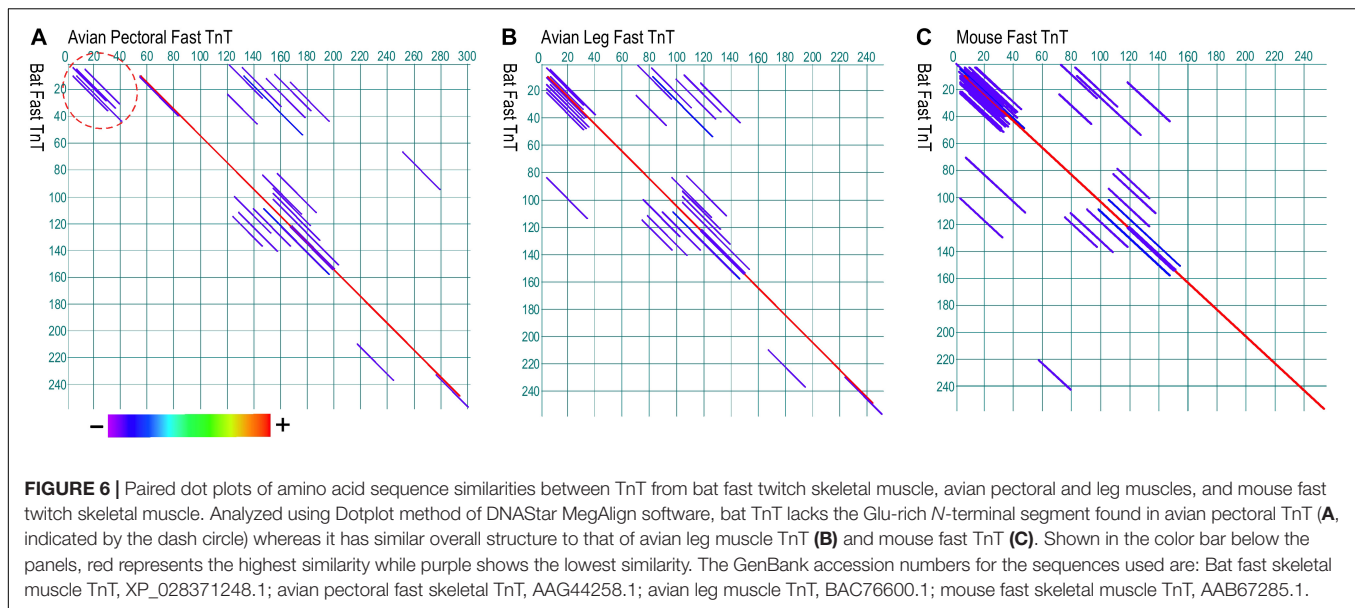 A Avian Pectoral Fast TnT
0 20 40 60 80 100 120 140 160 180 200 220 240 260 280 300
Bat Fast TnT
20
40
60
80
100
120
140
160
180
200
220
240
B Avian Leg Fast TnT
0 20 40 60 80 100 120 140 160 180 200 220 240
Bat Fast TnT
20
40
60
80
100
120
140
160
180
200
220
240
C Mouse Fast TnT
0 20 40 60 80 100 120 140 160 180 200 220 240
Bat Fast TnT
20
40
60
80
100
120
140
160
180
200
220
240
− +
FIGURE 6 | Paired dot plots of amino acid sequence similarities between TnT from bat fast twitch skeletal muscle, avian pectoral and leg muscles, and mouse fast
twitch skeletal muscle. Analyzed using Dotplot method of DNAStar MegAlign software, bat TnT lacks the Glu-rich N-terminal segment found in avian pectoral TnT (A,
indicated by the dash circle) whereas it has similar overall structure to that of avian leg muscle TnT (B) and mouse fast TnT (C). Shown in the color bar below the
panels, red represents the highest similarity while purple shows the lowest similarity. The GenBank accession numbers for the sequences used are: Bat fast skeletal
muscle TnT, XP_028371248.1; avian pectoral fast skeletal TnT, AAG44258.1; avian leg muscle TnT, BAC76600.1; mouse fast skeletal muscle TnT, AAB67285.1.